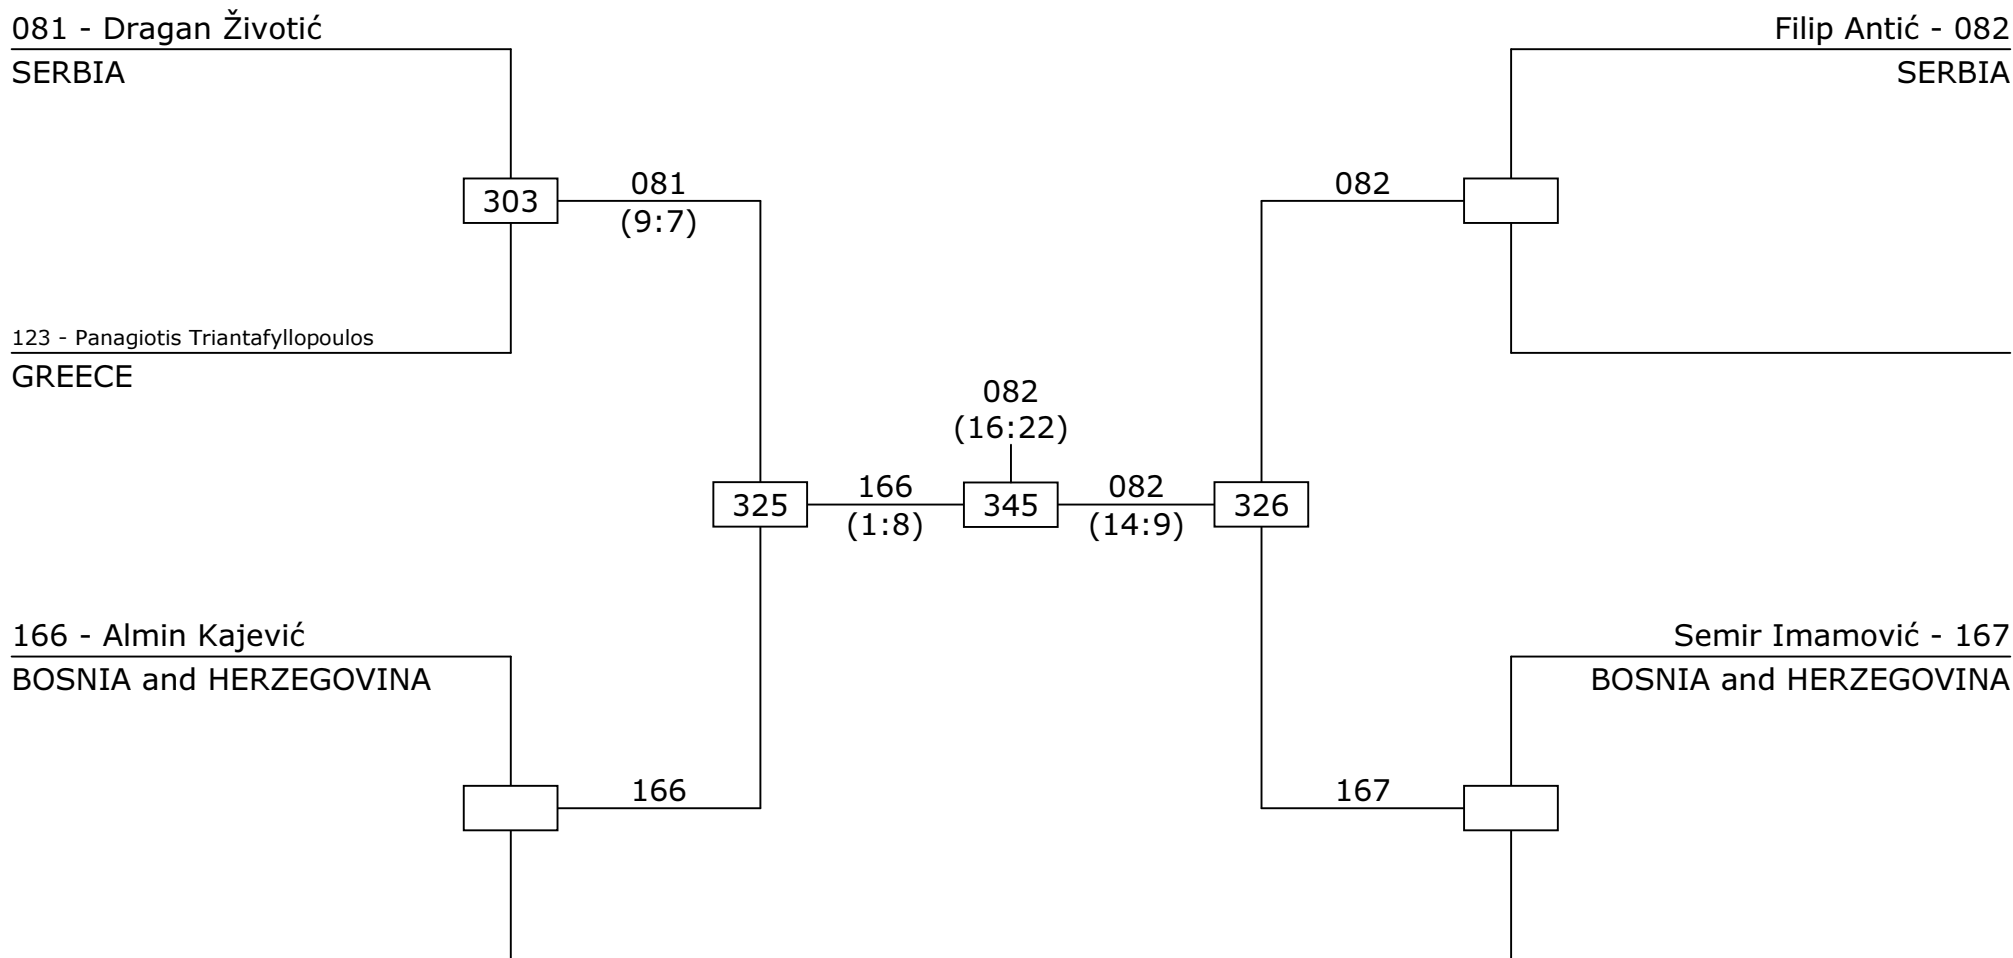 081 - Dragan Životić
SERBIA
Filip Antić - 082
SERBIA
303
081
(9:7)
082
123 - Panagiotis Triantafyllopoulos
GREECE
082
(16:22)
325
166
(1:8)
345
082
(14:9)
326
166 - Almin Kajević
BOSNIA and HERZEGOVINA
Semir Imamović - 167
BOSNIA and HERZEGOVINA
166
167